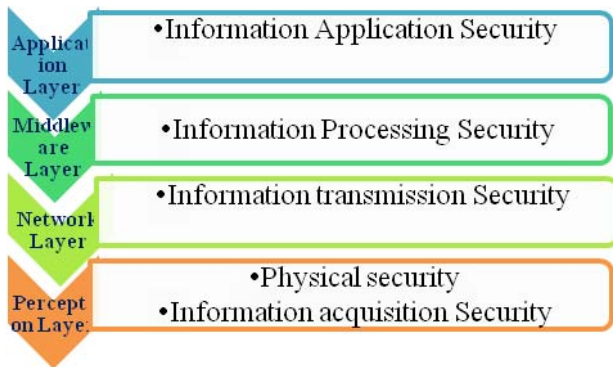 •Information Application Security
Applicat
ion
Layer
•Information Processing Security
Middlew
are
Layer
•Information transmission Security
Network
Layer
•Physical security
•Information acquisition Security
Percepti
on Layer